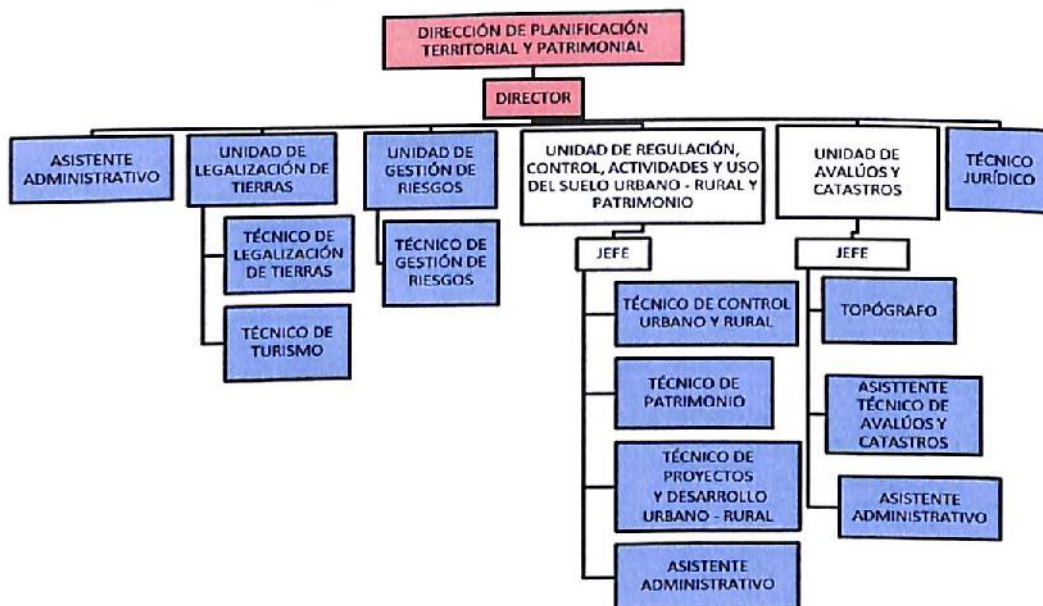 DIRECCIÓN DE PLANIFICACIÓN
TERRITORIAL Y PATRIMONIAL
DIRECTOR
ASISTENTE
ADMINISTRATIVO
UNIDAD DE
LEGALIZACIÓN DE
TIERRAS
UNIDAD DE
GESTIÓN DE
RIESGOS
UNIDAD DE REGULACIÓN,
CONTROL, ACTIVIDADES Y USO
DEL SUELO URBANO - RURAL Y
PATRIMONIO
UNIDAD DE
AVALÚOS Y
CATASTROS
TÉCNICO
JURÍDICO
TÉCNICO DE
LEGALIZACIÓN
DE TIERRAS
TÉCNICO DE
TURISMO
TÉCNICO DE
GESTIÓN DE
RIESGOS
JEFE
TÉCNICO DE CONTROL
URBANO Y RURAL
TÉCNICO DE
PATRIMONIO
TÉCNICO DE
PROYECTOS
Y DESARROLLO
URBANO - RURAL
ASISTENTE
ADMINISTRATIVO
JEFE
TOPÓGRAFO
ASISTTENTE
TÉCNICO DE
AVALÚOS Y
CATASTROS
ASISTENTE
ADMINISTRATIVO